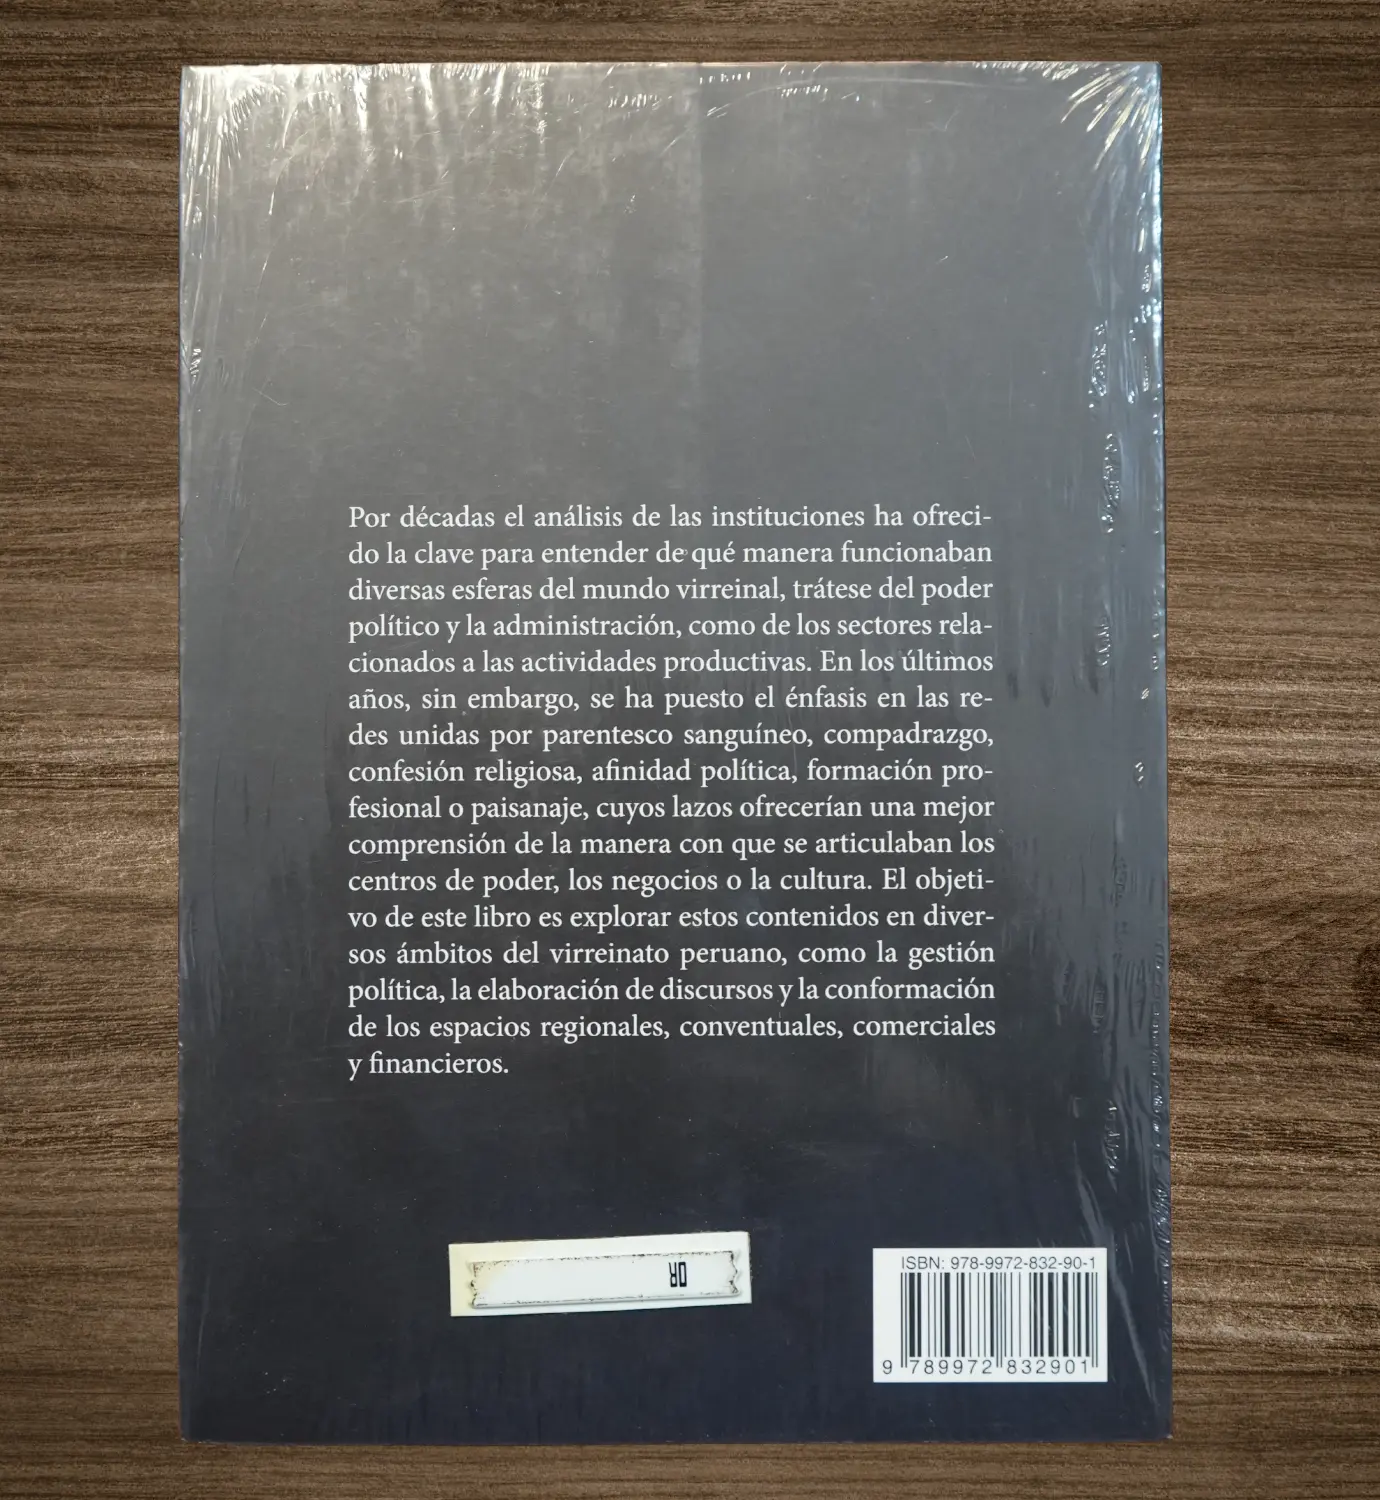 Por décadas el análisis de las instituciones ha ofreci-
do la clave para entender de qué manera funcionaban
diversas esferas del mundo virreinal, trátese del poder
político y la administración, como de los sectores rela-
cionados a las actividades productivas. En los últimos
años, sin embargo, se ha puesto el énfasis en las re-
des unidas por parentesco sanguíneo, compadrazgo,
confesión religiosa, afinidad política, formación pro-
fesional o paisanaje, cuyos lazos ofrecerían una mejor
comprensión de la manera con que se articulaban los
centros de poder, los negocios o la cultura. El objeti-
vo de este libro es explorar estos contenidos en diver-
sos ámbitos del virreinato peruano, como la gestión
política, la elaboración de discursos y la conformación
de los espacios regionales, conventuales, comerciales
y financieros.
ISBN: 978-9972-832-90-1
9 789972 832901